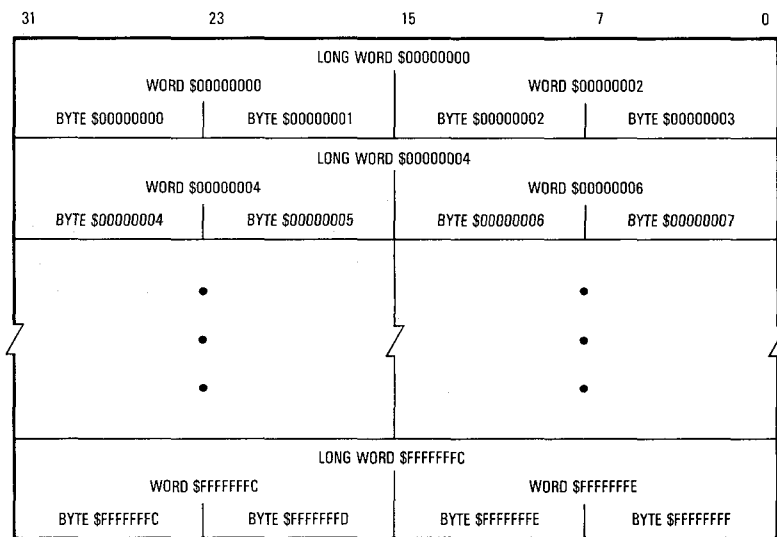 31 23 15 7 0
LONG WORD $00000000
WORD $00000000 WORD $00000002
BYTE $00000000 BYTE $00000001 BYTE $00000002 BYTE $00000003
LONG WORD $00000004
WORD $00000004 WORD $00000006
BYTE $00000004 BYTE $00000005 BYTE $00000006 BYTE $00000007
LONG WORD $FFFFFFFC
WORD $FFFFFFFC WORD $FFFFFFFE
BYTE $FFFFFFFC BYTE $FFFFFFFD BYTE $FFFFFFFE BYTE $FFFFFFFF